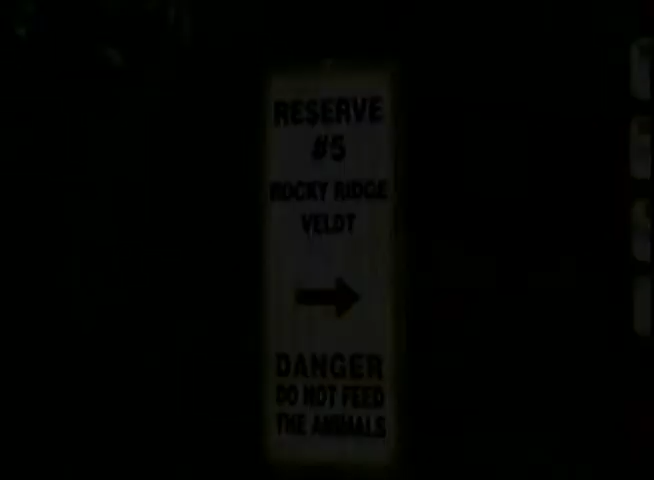 RESERVE
#5
ROCKY RIDGE
VELDT
DANGER
DO NOT FEED
THE ANIMALS